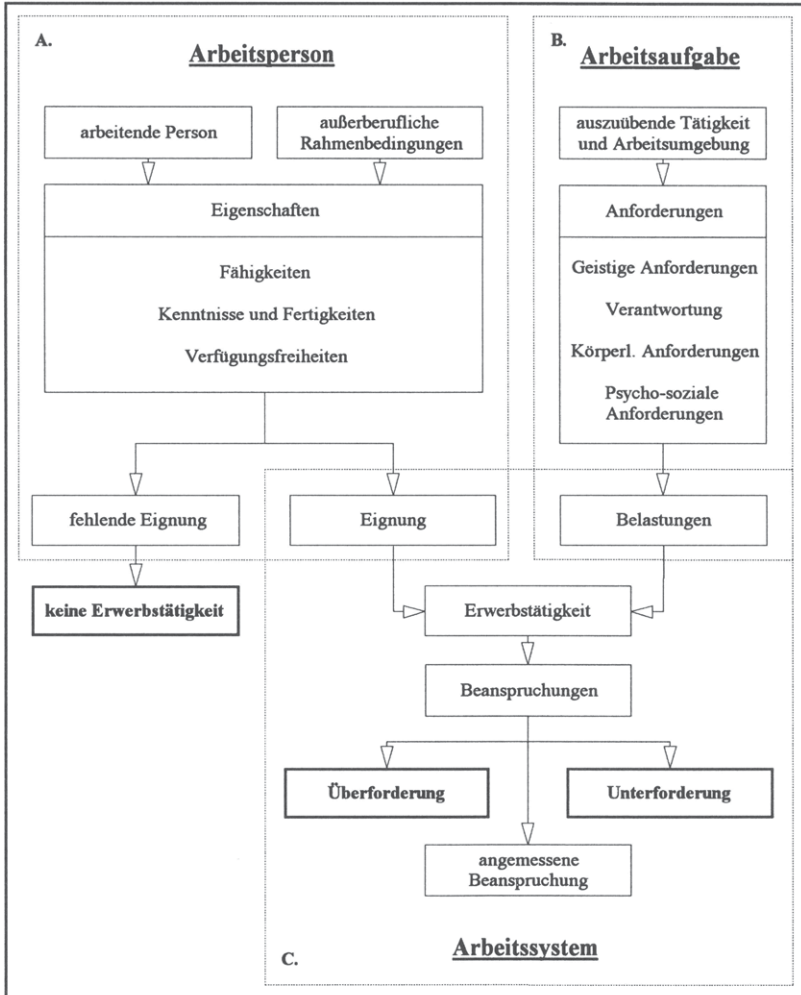 A.
Arbeitsperson
arbeitende Person
außerberufliche
Rahmenbedingungen
Eigenschaften
Fähigkeiten
Kenntnisse und Fertigkeiten
Verfügungsfreiheiten
B.
Arbeitsaufgabe
auszuübende Tätigkeit
und Arbeitsumgebung
Anforderungen
Geistige Anforderungen
Verantwortung
Körperl. Anforderungen
Psycho-soziale
Anforderungen
fehlende Eignung
Eignung
Belastungen
keine Erwerbstätigkeit
Erwerbstätigkeit
Beanspruchungen
Überforderung
Unterforderung
angemessene
Beanspruchung
C.
Arbeitssystem